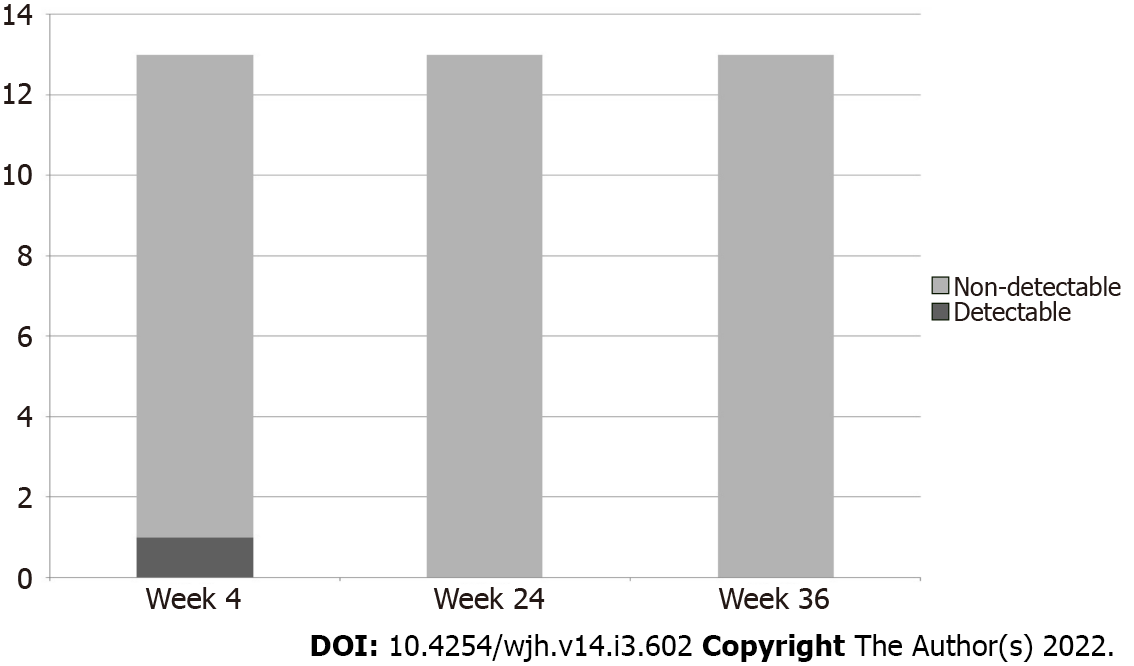 14
12
10
8
6
4
2
0
Week 4
Week 24
Week 36
Non-detectable
Detectable
DOI: 10.4254/wjh.v14.i3.602 Copyright The Author(s) 2022.